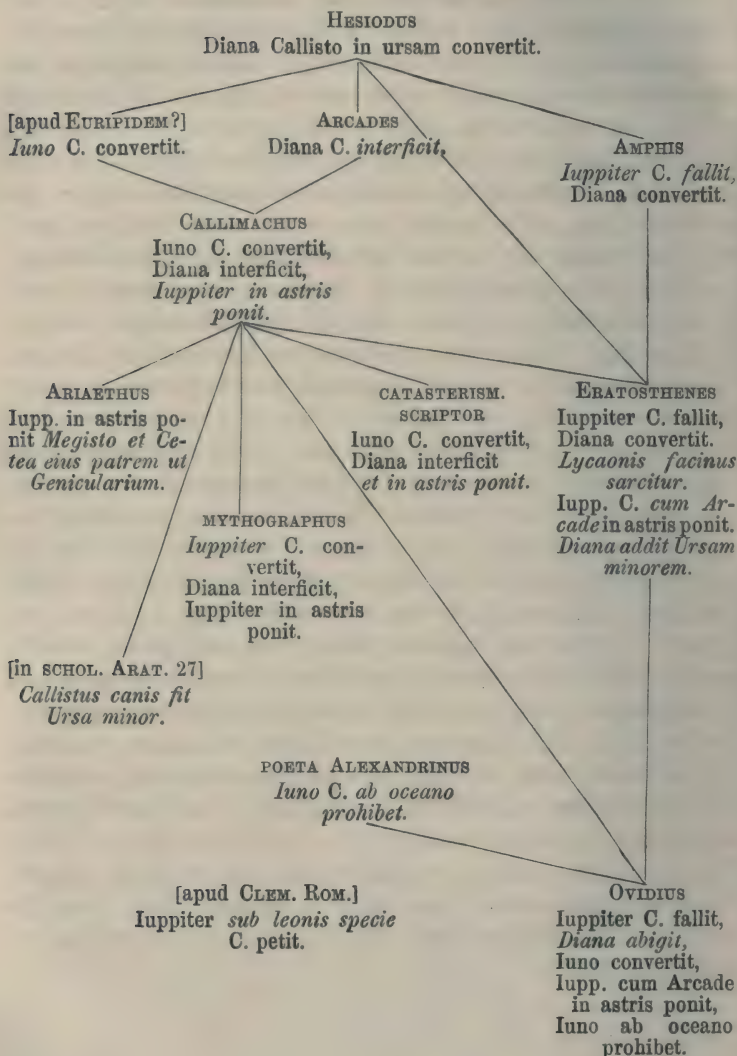 HESIODUS
Diana Callisto in ursam convertit.
[apud EURIPIDEM?]
Iuno C. convertit.
ARCADES
Diana C. interficit,
AMPHIS
Iuppiter C. fallit,
Diana convertit.
CALLIMACHUS
Iuno C. convertit,
Diana interficit,
Iuppiter in astris
ponit.
ARIAETHUS
Iupp. in astris po-
nit Megisto et Ce-
tea eius patrem ut
Genicularium.
CATASTERISM.
SCRIPTOR
Iuno C. convertit,
Diana interficit
et in astris ponit.
ERATOSTHENES
Iuppiter C. fallit,
Diana convertit.
Lycaonis facinus
sarcitur.
Iupp. C. cum Ar-
cade in astris ponit.
Diana addit Ursam
minorem.
MYTHOGRAPHUS
Iuppiter C. con-
vertit,
Diana interficit,
Iuppiter in astris
ponit.
[in SCHOL. ARAT. 27]
Callistus canis fit
Ursa minor.
POETA ALEXANDRINUS
Iuno C. ab oceano
prohibet.
[apud CLEM. ROM.]
Iuppiter sub leonis specie
C. petit.
OVIDIUS
Iuppiter C. fallit,
Diana abigit,
Iuno convertit,
Iupp. cum Arcade
in astris ponit,
Iuno ab oceano
prohibet.